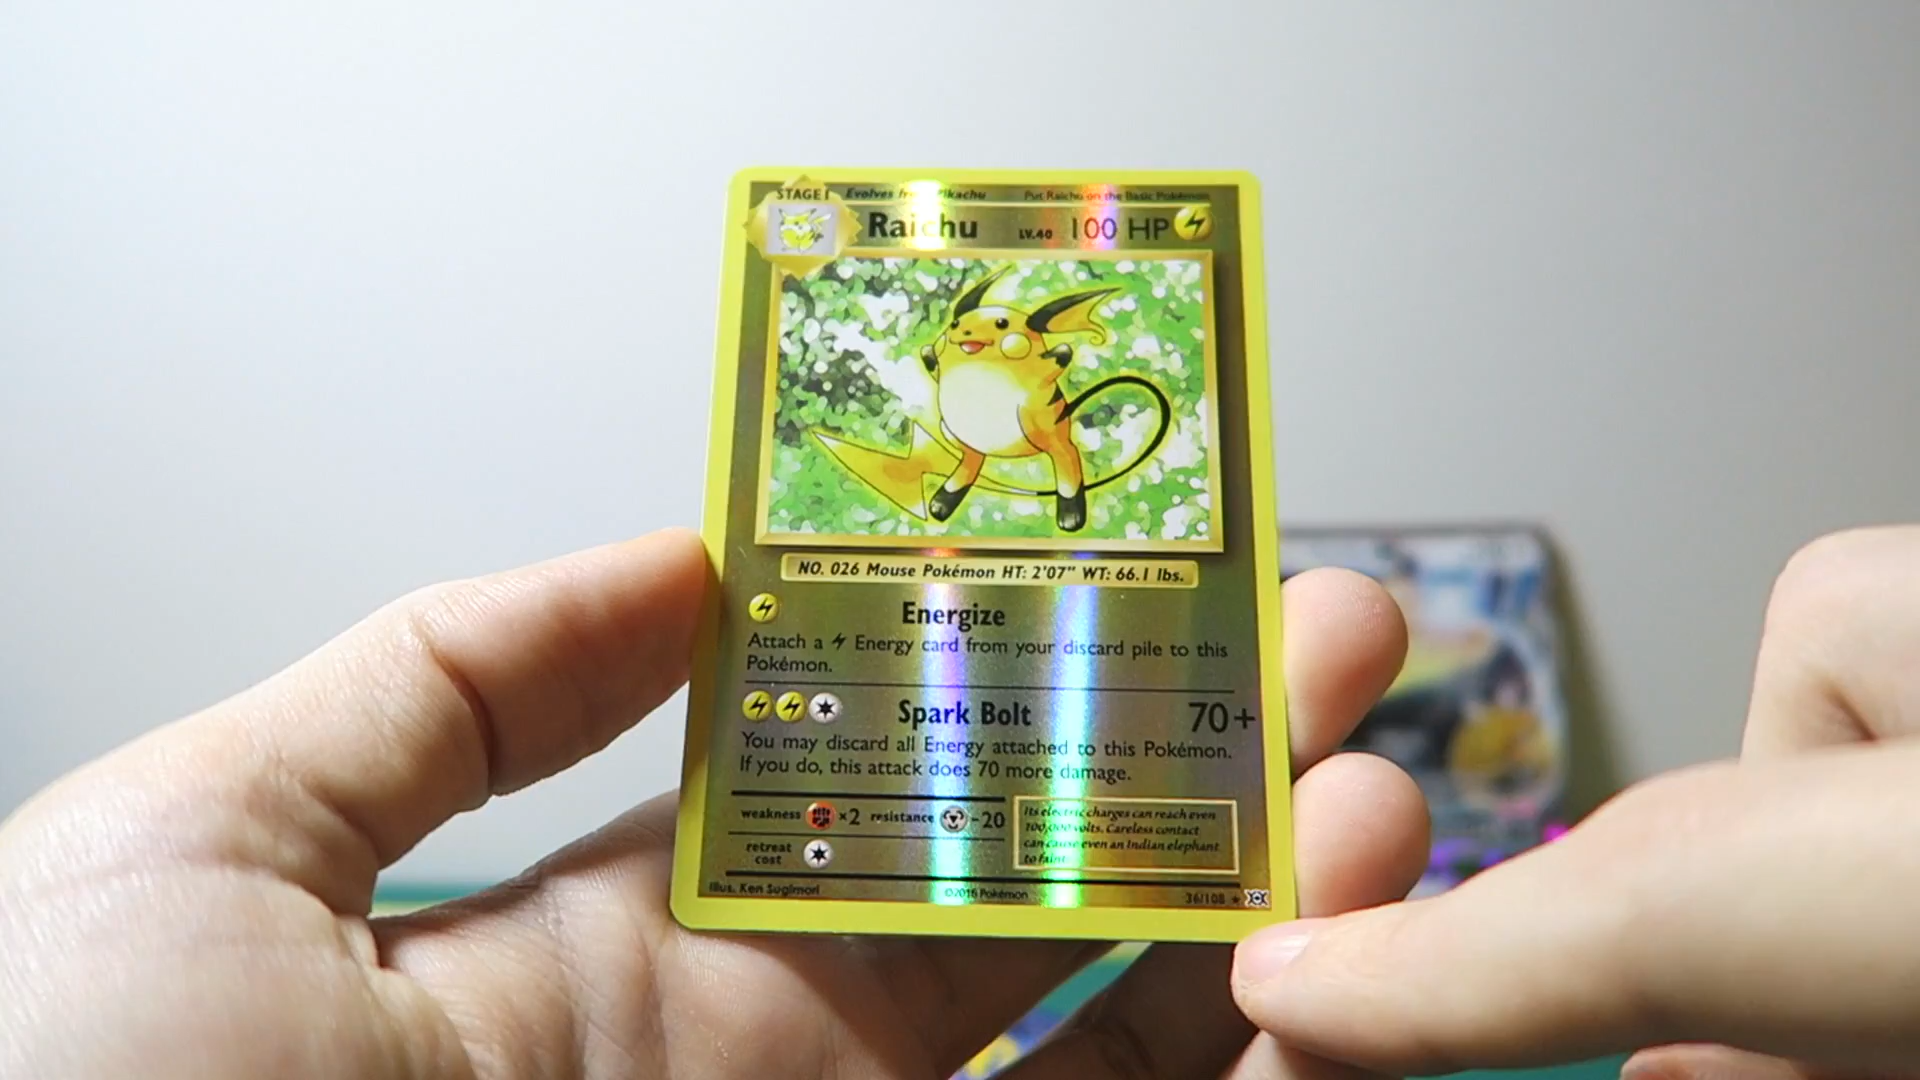 STAGE 1 Evolves from Pikachu Put Raichu on the Basic Pokémon
Raichu LV.40 100 HP
NO. 026 Mouse Pokémon HT: 2'07" WT: 66.1 lbs.
Energize
Attach a Energy card from your discard pile to this
Pokémon.
Spark Bolt 70+
You may discard all Energy attached to this Pokémon.
If you do, this attack does 70 more damage.
weakness ×2 resistance -20
retreat
cost
Its electric charges can reach even
100,000 volts. Careless contact
can cause even an Indian elephant
to faint.
Illus. Ken Sugimori ©2016 Pokémon 36/108 ★